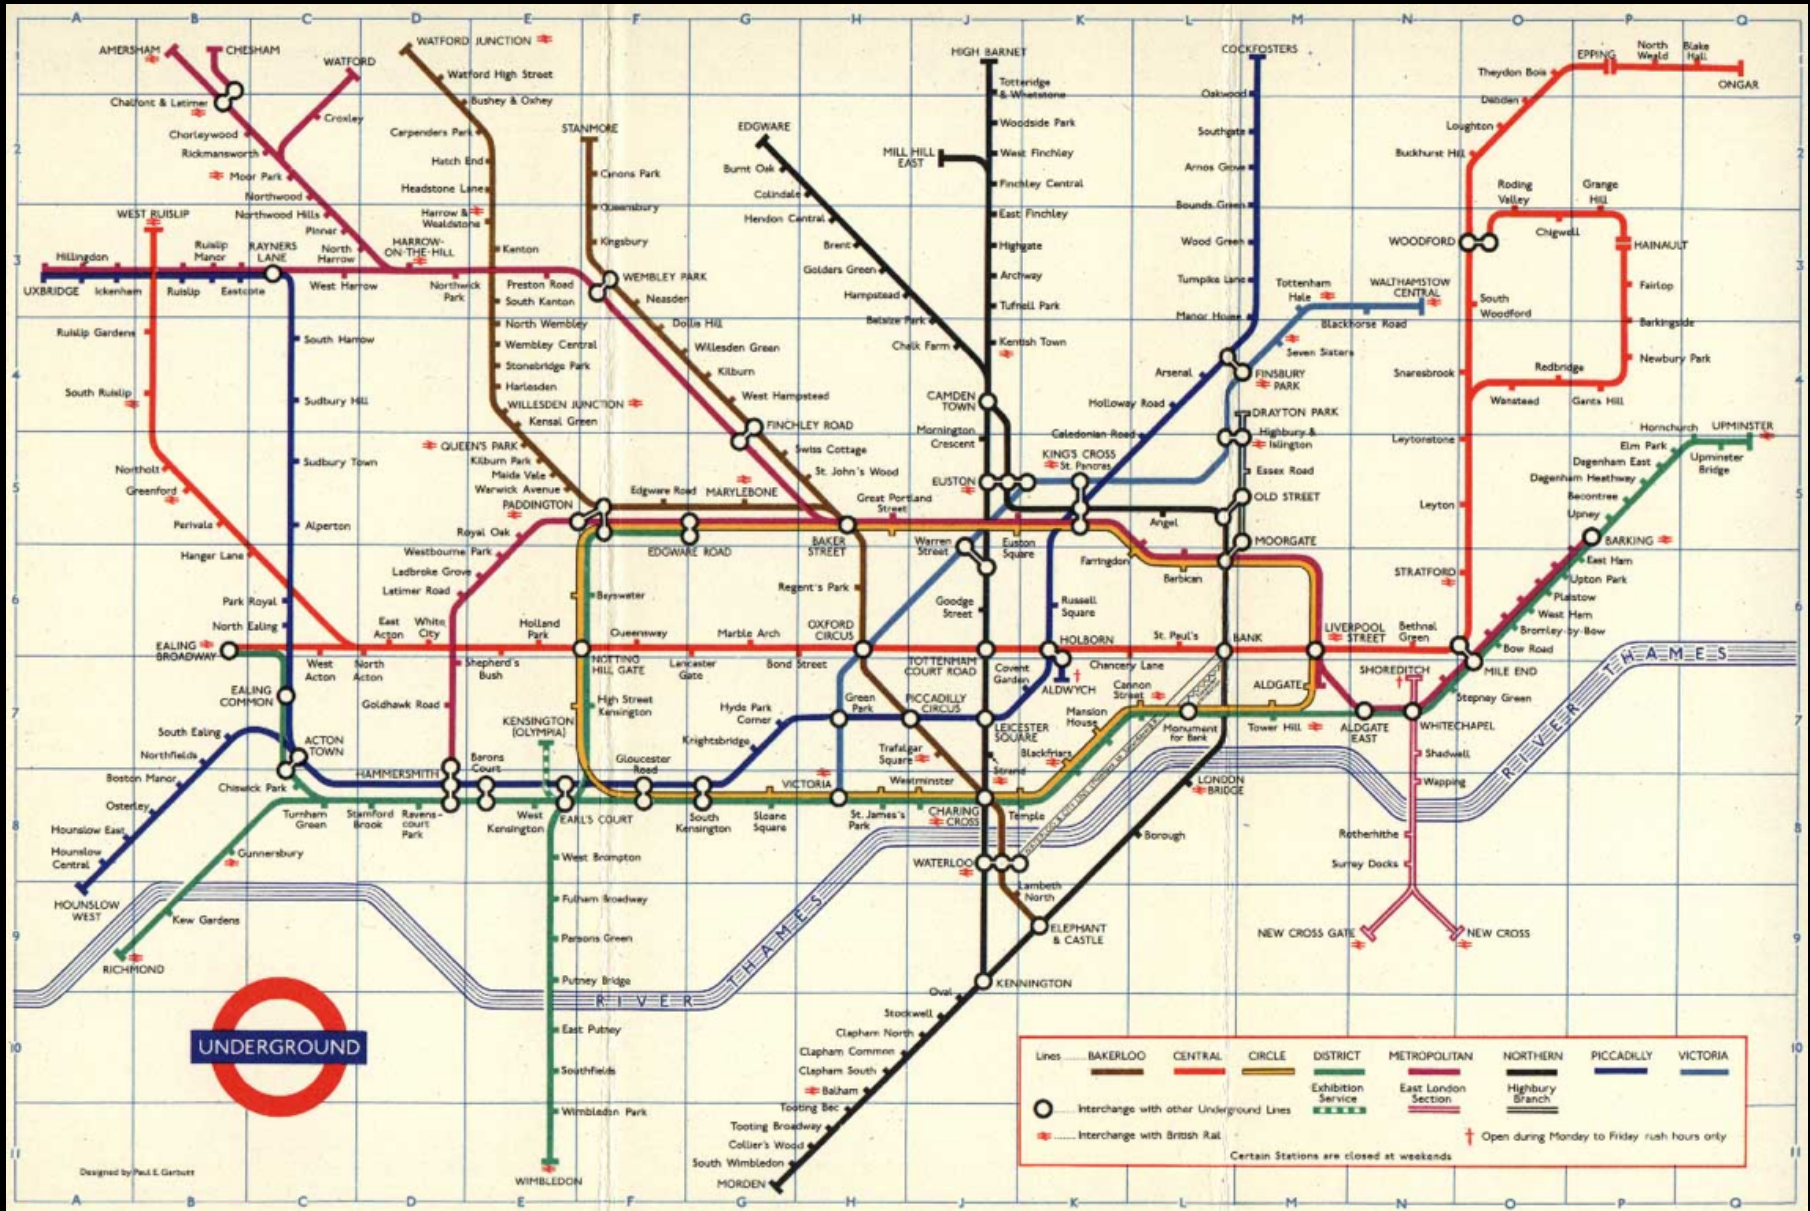 A B C D E F G H J K L M N O P Q
1
2
3
4
5
6
7
8
9
10
11
AMERSHAM
CHESHAM
Chalfont & Latimer
Chorleywood
Rickmansworth
WATFORD
Croxley
Moor Park
Northwood
Northwood Hills
Pinner
North
Harrow
HARROW-
ON-THE-HILL
Northwick
Park
Preston Road
WATFORD JUNCTION
Watford High Street
Bushey & Oxhey
Carpenders Park
Hatch End
Headstone Lane
Harrow &
Wealdstone
Kenton
South Kenton
North Wembley
Wembley Central
Stonebridge Park
Harlesden
WILLESDEN JUNCTION
Kensal Green
QUEEN'S PARK
Kilburn Park
Maida Vale
Warwick Avenue
PADDINGTON
STANMORE
Canons Park
Queensbury
Kingsbury
WEMBLEY PARK
Neasden
Dollis Hill
Willesden Green
Kilburn
West Hampstead
FINCHLEY ROAD
Swiss Cottage
St. John's Wood
EDGWARE
Burnt Oak
Colindale
Hendon Central
Brent
Golders Green
Hampstead
Belsize Park
Chalk Farm
MILL HILL
EAST
HIGH BARNET
Totteridge
& Whetstone
Woodside Park
West Finchley
Finchley Central
East Finchley
Highgate
Archway
Tufnell Park
Kentish Town
CAMDEN
TOWN
Mornington
Crescent
EUSTON
COCKFOSTERS
Oakwood
Southgate
Arnos Grove
Bounds Green
Wood Green
Turnpike Lane
Manor House
FINSBURY
PARK
Arsenal
Holloway Road
Caledonian Road
KING'S CROSS
St. Pancras
WALTHAMSTOW
CENTRAL
Blackhorse Road
Tottenham
Hale
Seven Sisters
DRAYTON PARK
Highbury &
Islington
Essex Road
OLD STREET
MOORGATE
Angel
EPPING
North
Weald
Blake
Hall
ONGAR
Theydon Bois
Debden
Loughton
Buckhurst Hill
Roding
Valley
Chigwell
Grange
Hill
HAINAULT
WOODFORD
South
Woodford
Fairlop
Barkingside
Newbury Park
Snaresbrook
Redbridge
Wanstead
Gants Hill
Leytonstone
Leyton
STRATFORD
Hornchurch
UPMINSTER
Upminster
Bridge
Elm Park
Dagenham East
Dagenham Heathway
Becontree
Upney
BARKING
East Ham
Upton Park
Plaistow
West Ham
Bromley-by-Bow
Bow Road
MILE END
Stepney Green
WEST RUISLIP
Hillingdon
UXBRIDGE
Ickenham
Ruislip
Ruislip
Manor
Eastcote
RAYNERS
LANE
West Harrow
Ruislip Gardens
South Ruislip
Northolt
Greenford
Perivale
Hanger Lane
South Harrow
Sudbury Hill
Sudbury Town
Alperton
Park Royal
North Ealing
EALING
BROADWAY
EALING
COMMON
West
Acton
North
Acton
East
Acton
White
City
Shepherd's
Bush
Holland
Park
NOTTING
HILL GATE
Queensway
Lancaster
Gate
Marble Arch
Bond Street
OXFORD
CIRCUS
TOTTENHAM
COURT ROAD
HOLBORN
Chancery Lane
St. Paul's
BANK
LIVERPOOL
STREET
Bethnal
Green
Royal Oak
Westbourne Park
Ladbroke Grove
Latimer Road
Goldhawk Road
HAMMERSMITH
Edgware Road
MARYLEBONE
EDGWARE ROAD
Bayswater
High Street
Kensington
BAKER
STREET
Great Portland
Street
Regent's Park
Warren
Street
Euston
Square
Goodge
Street
Russell
Square
Farringdon
Barbican
Covent
Garden
ALDWYCH
Cannon
Street
Mansion
House
Blackfriars
Monument
for Bank
Tower Hill
ALDGATE
ALDGATE
EAST
SHOREDITCH
WHITECHAPEL
Shadwell
Wapping
Rotherhithe
Surrey Docks
NEW CROSS GATE
NEW CROSS
South Ealing
Northfields
Boston Manor
Osterley
Hounslow East
Hounslow
Central
HOUNSLOW
WEST
ACTON
TOWN
Chiswick Park
Turnham
Green
Stamford
Brook
Ravens-
court
Park
Gunnersbury
Kew Gardens
RICHMOND
Barons
Court
West
Kensington
KENSINGTON
(OLYMPIA)
EARL'S COURT
Gloucester
Road
South
Kensington
Sloane
Square
VICTORIA
St. James's
Park
Westminster
Knightsbridge
Hyde Park
Corner
Green
Park
PICCADILLY
CIRCUS
LEICESTER
SQUARE
Trafalgar
Square
Strand
CHARING
CROSS
Temple
WATERLOO
Lambeth
North
ELEPHANT
& CASTLE
LONDON
BRIDGE
Borough
KENNINGTON
Oval
Stockwell
Clapham North
Clapham Common
Clapham South
Balham
Tooting Bec
Tooting Broadway
Collier's Wood
South Wimbledon
MORDEN
West Brompton
Fulham Broadway
Parsons Green
Putney Bridge
East Putney
Southfields
Wimbledon Park
WIMBLEDON
RIVER THAMES
RIVER THAMES
UNDERGROUND
Designed by Paul E. Garbutt
Lines BAKERLOO CENTRAL CIRCLE DISTRICT METROPOLITAN NORTHERN PICCADILLY VICTORIA
Exhibition
Service
East London
Section
Highbury
Branch
Interchange with other Underground Lines
Interchange with British Rail
† Open during Monday to Friday rush hours only
Certain Stations are closed at weekends
A B C D E F G H J K L M N O P Q